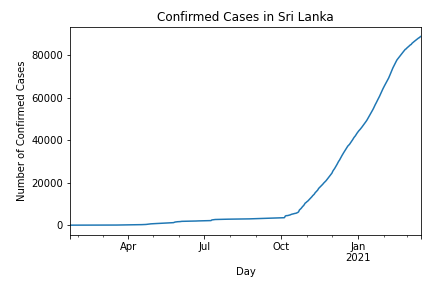 Confirmed Cases in Sri Lanka
Number of Confirmed Cases
80000
60000
40000
20000
0
Apr
Jul
Oct
Jan
2021
Day